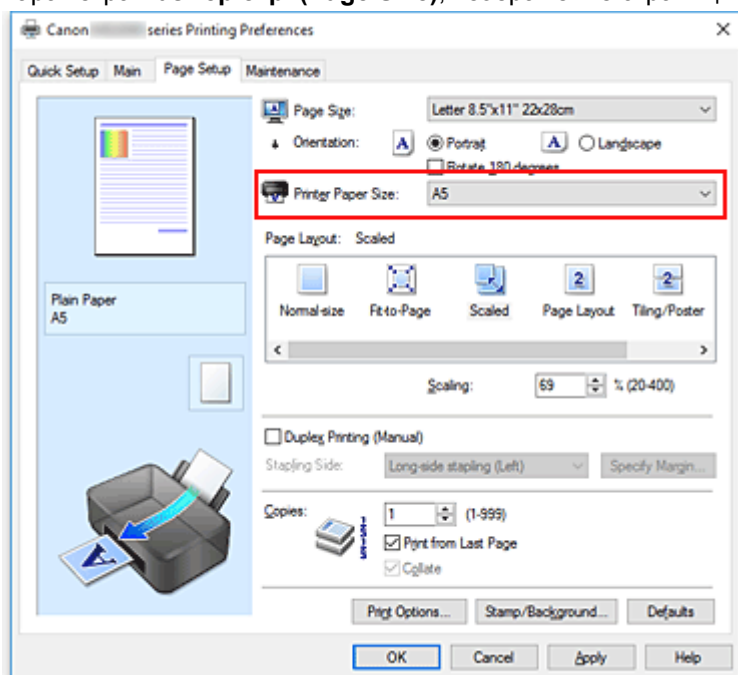 (Page Size)
Canon series Printing Preferences
Quick Setup Main Page Setup Maintenance
Page Size: Letter 8.5"x11" 22x28cm
Orientation: A Portrait A Landscape
Rotate 180 degrees
Printer Paper Size: A5
Page Layout: Scaled
2 2
Normal-size Fit-to-Page Scaled Page Layout Tiling/Poster
Plain Paper
A5
Scaling: 69 % (20-400)
Duplex Printing (Manual)
Stapling Side: Long-side stapling (Left) Specify Margin...
Copies: 1 (1-999)
Print from Last Page
Collate
A
Print Options... Stamp/Background... Defaults
OK Cancel Apply Help